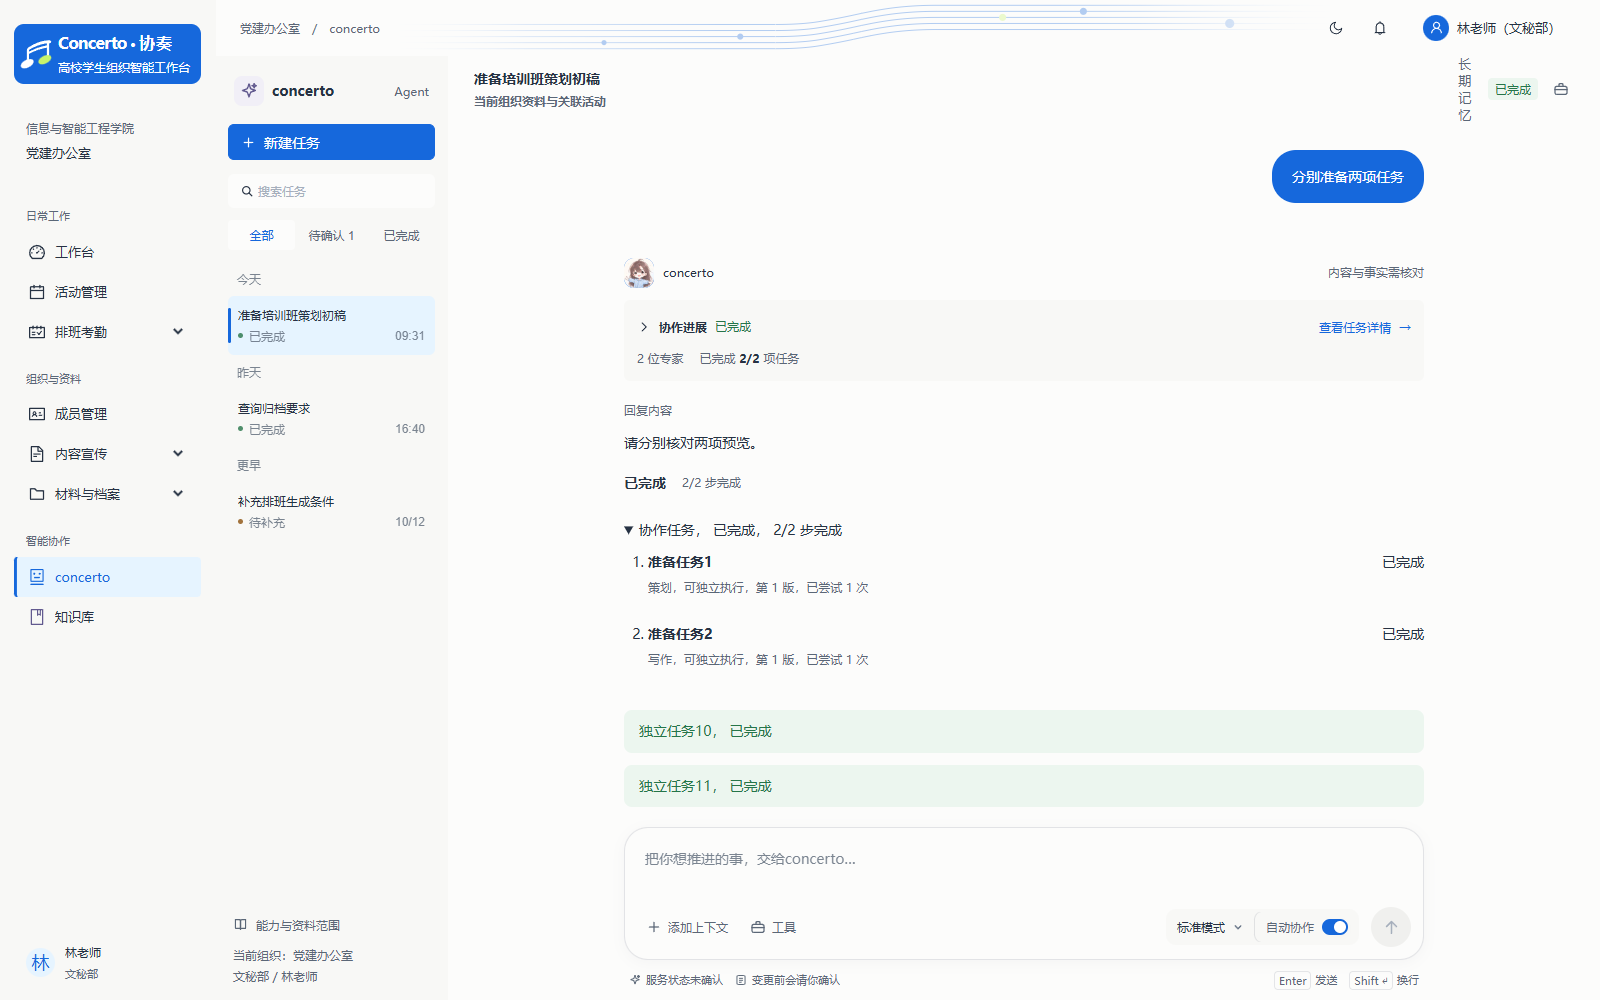 Concerto • 协奏
高校学生组织智能工作台
信息与智能工程学院
党建办公室
日常工作
工作台
活动管理
排班考勤
组织与资料
成员管理
内容宣传
材料与档案
智能协作
concerto
知识库
林
林老师
文秘部
党建办公室 / concerto
林老师（文秘部）
concerto
Agent
新建任务
搜索任务
全部
待确认 1
已完成
今天
准备培训班策划初稿
已完成
09:31
昨天
查询归档要求
已完成
16:40
更早
补充排班生成条件
待补充
10/12
能力与资料范围
当前组织：党建办公室
文秘部 / 林老师
准备培训班策划初稿
当前组织资料与关联活动
长期记忆
已完成
分别准备两项任务
concerto
内容与事实需核对
协作进展 已完成
查看任务详情 →
2 位专家 已完成 2/2 项任务
回复内容
请分别核对两项预览。
已完成 2/2 步完成
▼ 协作任务， 已完成， 2/2 步完成
1. 准备任务1
已完成
策划，可独立执行，第 1 版，已尝试 1 次
2. 准备任务2
已完成
写作，可独立执行，第 1 版，已尝试 1 次
独立任务10， 已完成
独立任务11， 已完成
把你想推进的事，交给concerto...
添加上下文
工具
标准模式
自动协作
服务状态未确认
变更前会请你确认
Enter 发送
Shift ↵ 换行